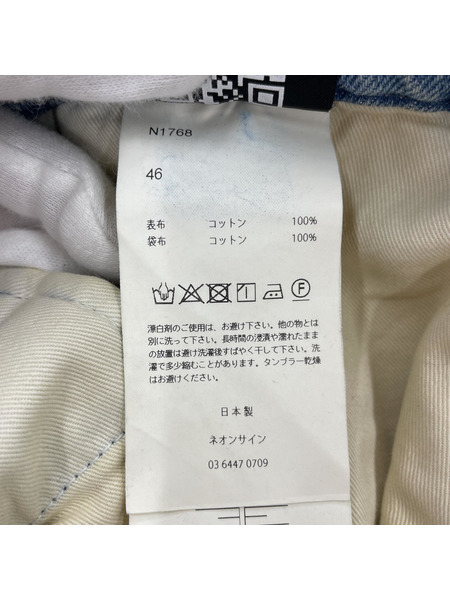 N1768
46
表布 コットン 100%
袋布 コットン 100%
漂白剤のご使用は、お避け下さい。他の物とは
別に洗って下さい。長時間の浸漬や濡れたまま
の放置は避け洗濯後すばやく干して下さい。洗
濯で多少縮むことがあります。タンブラー乾燥
はお避けください。
日本製
ネオンサイン
03 6447 0709